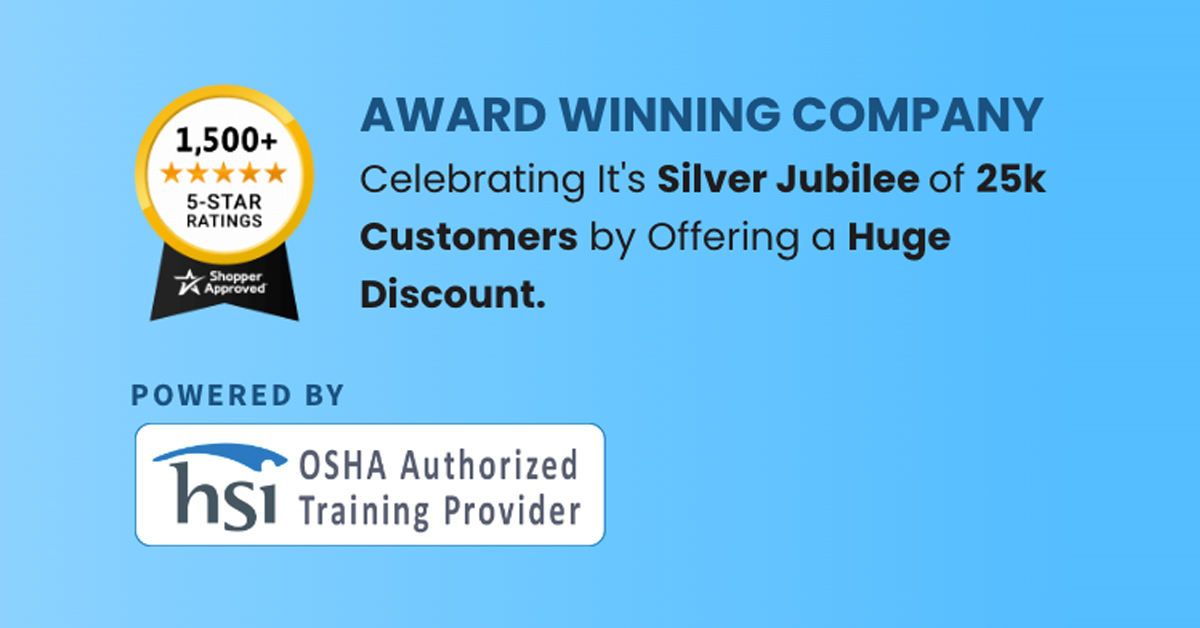 1,500+
5-STAR
RATINGS
Shopper
Approved
AWARD WINNING COMPANY
Celebrating It's Silver Jubilee of 25k
Customers by Offering a Huge
Discount.
POWERED BY
hsi
OSHA Authorized
Training Provider